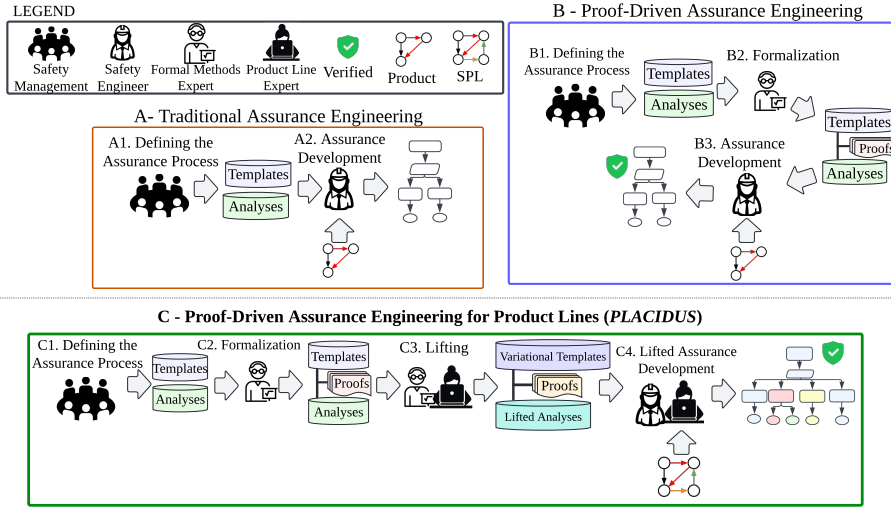 LEGEND
Safety
Management
Safety
Engineer
Formal Methods
Expert
Product Line
Expert
Verified
Product
SPL
A- Traditional Assurance Engineering
A1. Defining the
Assurance Process
Templates
Analyses
A2. Assurance
Development
B - Proof-Driven Assurance Engineering
B1. Defining the
Assurance Process
Templates
Analyses
B2. Formalization
Templates
Proofs
Analyses
B3. Assurance
Development
C - Proof-Driven Assurance Engineering for Product Lines (PLACIDUS)
C1. Defining the
Assurance Process
Templates
Analyses
C2. Formalization
Templates
Proofs
Analyses
C3. Lifting
Variational Templates
Proofs
Lifted Analyses
C4. Lifted Assurance
Development